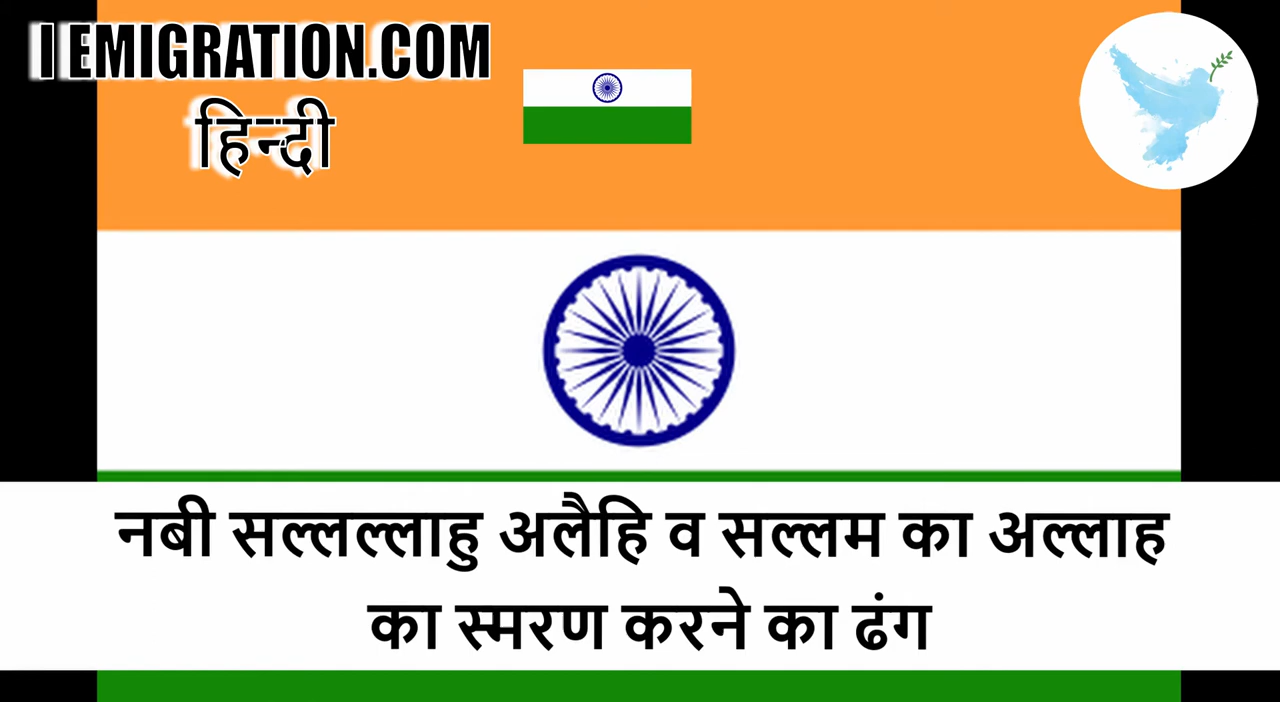 I EMIGRATION.COM
हिन्दी
नबी सल्लल्लाहु अलैहि व सल्लम का अल्लाह
का स्मरण करने का ढंग